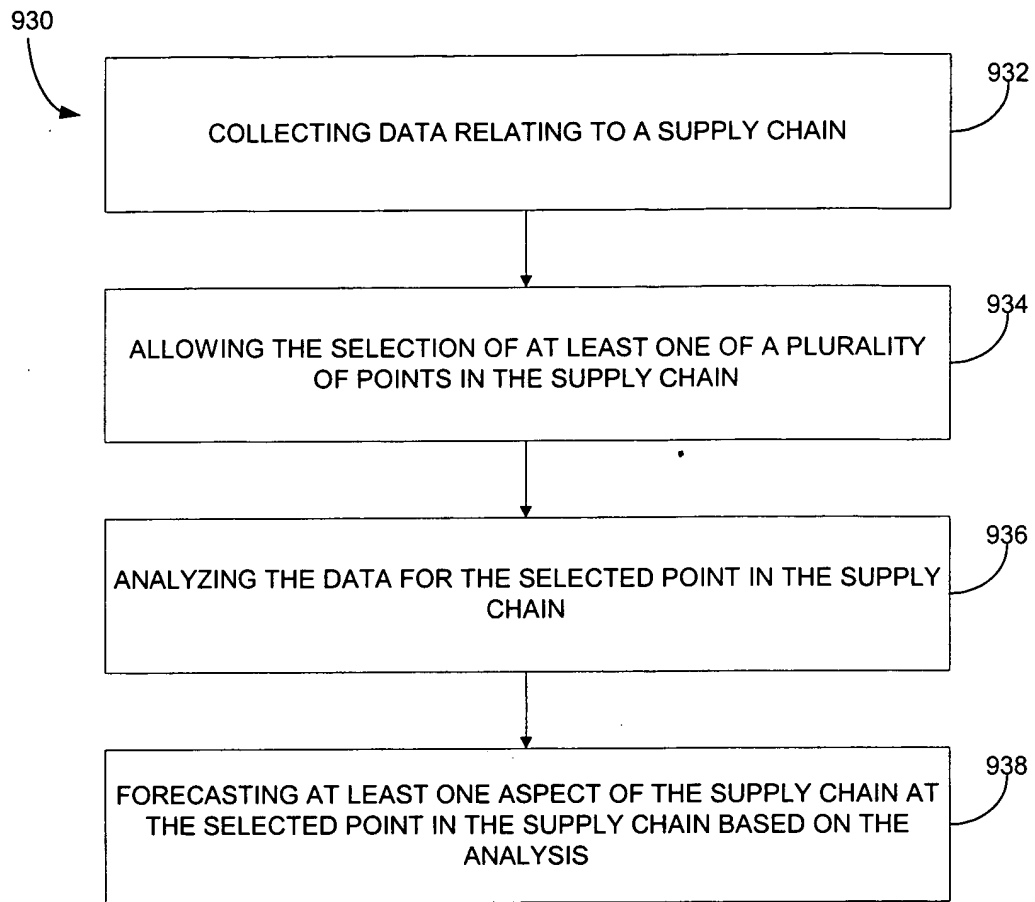 930
932
COLLECTING DATA RELATING TO A SUPPLY CHAIN
934
ALLOWING THE SELECTION OF AT LEAST ONE OF A PLURALITY
OF POINTS IN THE SUPPLY CHAIN
936
ANALYZING THE DATA FOR THE SELECTED POINT IN THE SUPPLY
CHAIN
938
FORECASTING AT LEAST ONE ASPECT OF THE SUPPLY CHAIN AT
THE SELECTED POINT IN THE SUPPLY CHAIN BASED ON THE
ANALYSIS